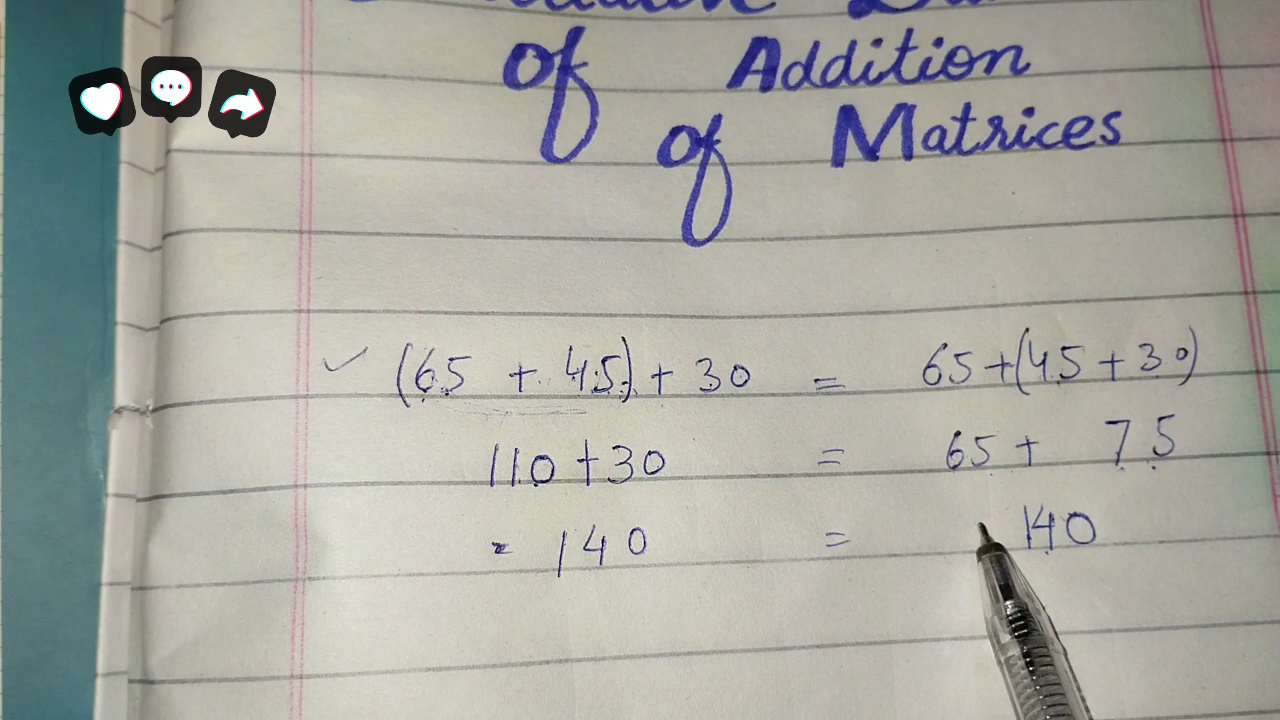 of Addition
of Matrices
(65 + 45) + 30 = 65+(45 + 30)
110 +30 = 65 + 75
= 140 = 140